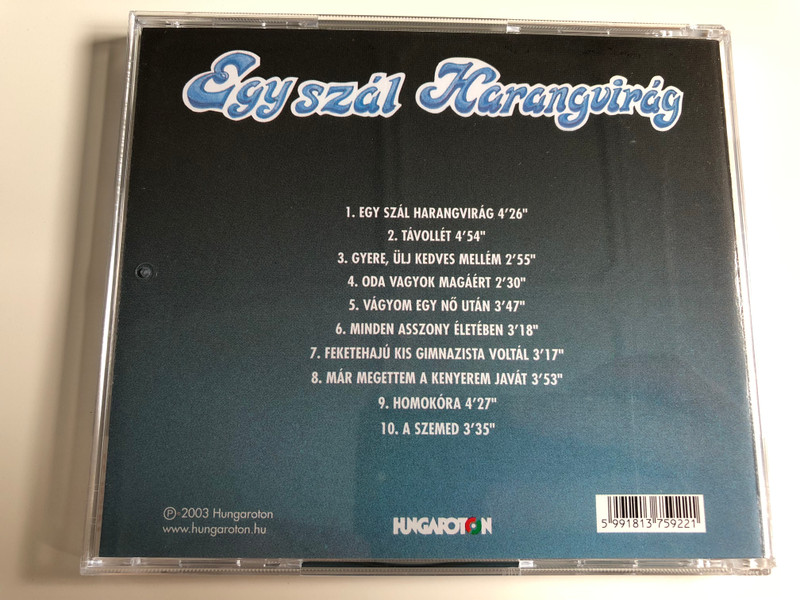 Egy szál Harangvirág
1. EGY SZÁL HARANGVIRÁG 4'26"
2. TÁVOLLÉT 4'54"
3. GYERE, ÜLJ KEDVES MELLÉM 2'55"
4. ODA VAGYOK MAGÁÉRT 2'30"
5. VÁGYOM EGY NŐ UTÁN 3'47"
6. MINDEN ASSZONY ÉLETÉBEN 3'18"
7. FEKETEHAJÚ KIS GIMNAZISTA VOLTÁL 3'17"
8. MÁR MEGETTEM A KENYEREM JAVÁT 3'53"
9. HOMOKÓRA 4'27"
10. A SZEMED 3'35"
℗ 2003 Hungaroton
www.hungaroton.hu
HUNGAROTON
5 991813 759221